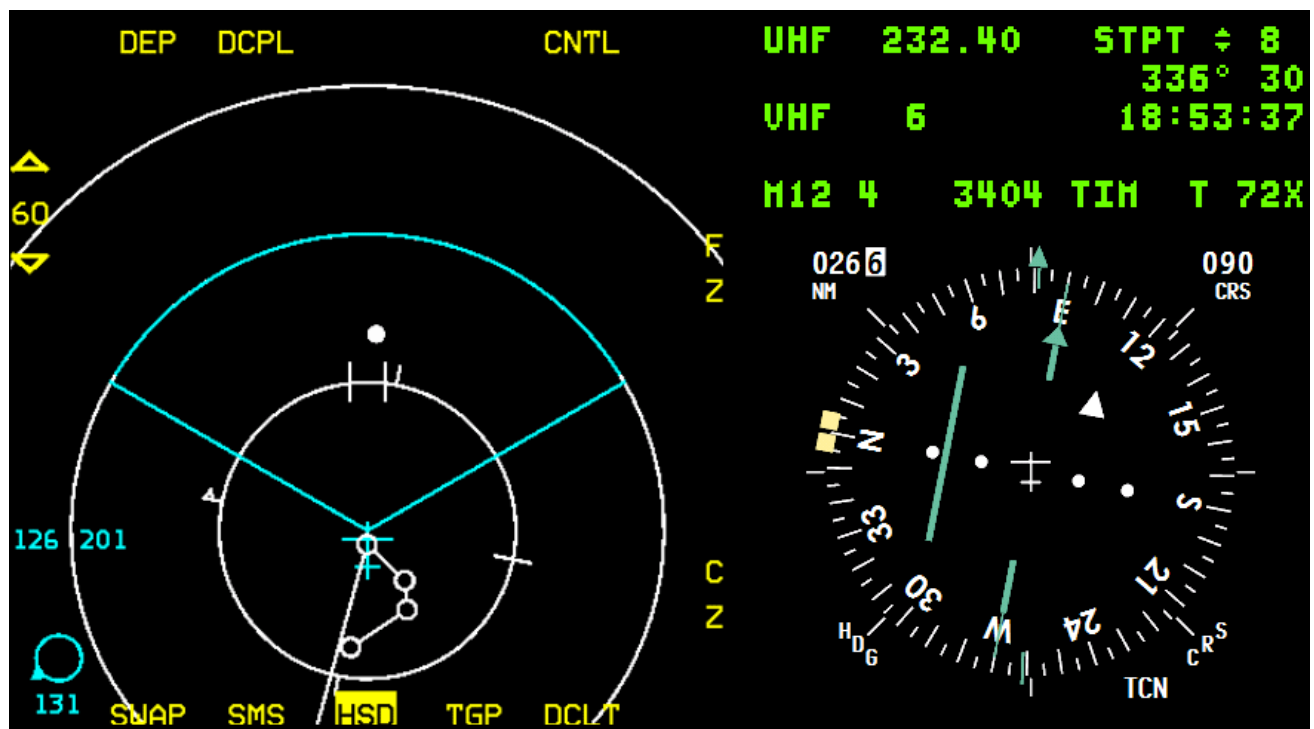 DEP DCPL CNTL
60
F
Z
126 201
C
Z
131
SWAP SMS HSD TGP DCLT
UHF 232.40 STPT 8
336° 30
VHF 6 18:53:37
M12 4 3404 TIM T 72X
0266
NM
090
CRS
N 3 6 E 12 15 S 21 24 W 30 33
HDG
CRS
TCN